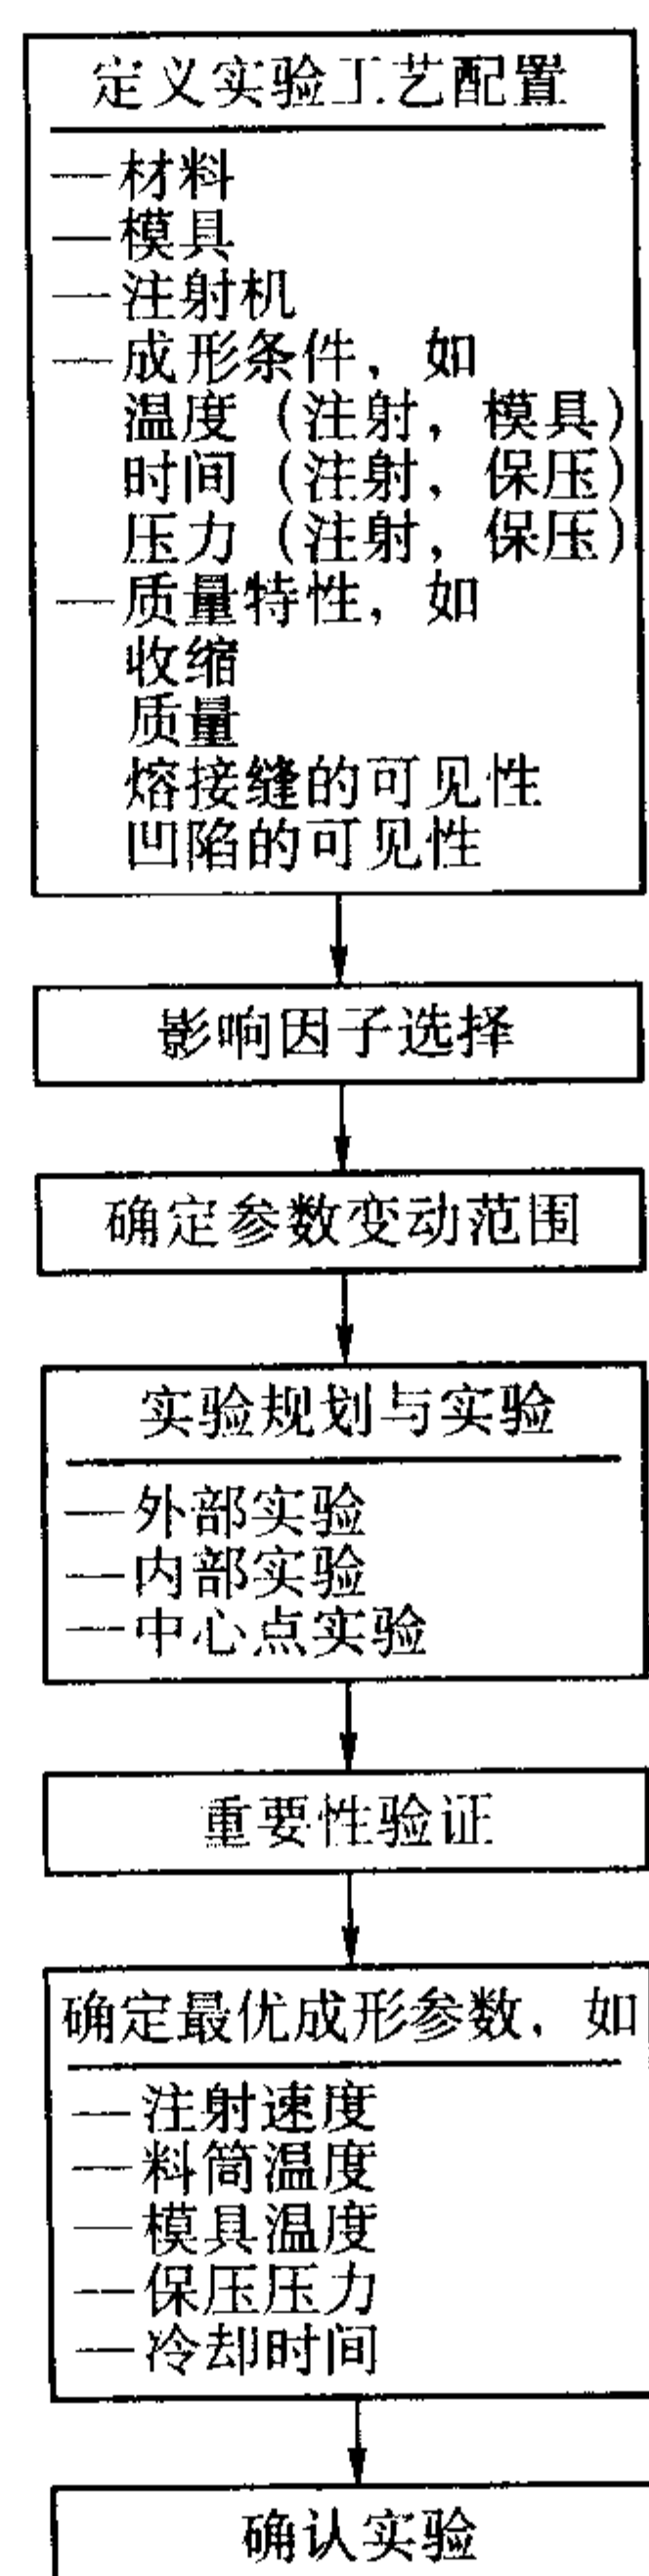 定义实验工艺配置
—材料
—模具
—注射机
—成形条件，如
温度（注射，模具）
时间（注射，保压）
压力（注射，保压）
—质量特性，如
收缩
质量
熔接缝的可见性
凹陷的可见性
影响因子选择
确定参数变动范围
实验规划与实验
—外部实验
—内部实验
—中心点实验
重要性验证
确定最优成形参数，如
—注射速度
—料筒温度
—模具温度
—保压压力
—冷却时间
确认实验